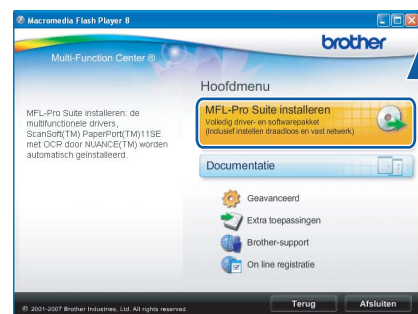 Macromedia Flash Player 8
brother
Multi-Function Center ®
Hoofdmenu
MFL-Pro Suite installeren: de
multifunctionele drivers,
ScanSoft(TM) PaperPort(TM)11SE
met OCR door NUANCE(TM) worden
automatisch geïnstalleerd.
MFL-Pro Suite installeren
Volledig driver- en softwarepakket
(Inclusief instellen draadloos en vast netwerk)
Documentatie
Geavanceerd
Extra toepassingen
Brother-support
On line registratie
© 2001-2007 Brother Industries, Ltd. All rights reserved.
Terug
Afsluiten